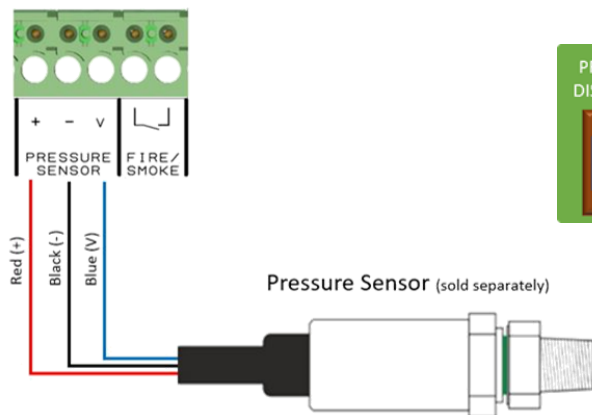 + - V
PRESSURE SENSOR
FIRE/ SMOKE
Red (+)
Black (-)
Blue (V)
Pressure Sensor (sold separately)